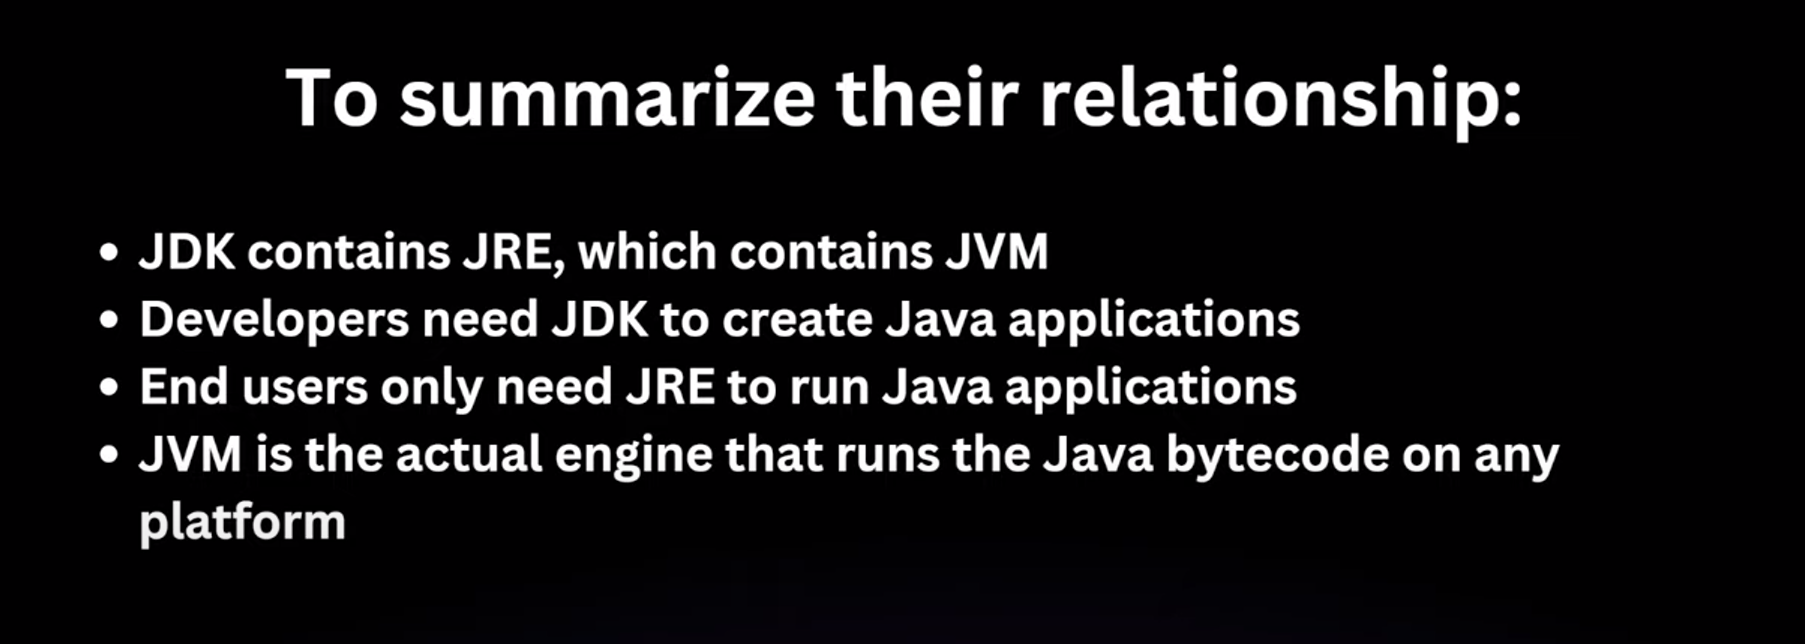 To summarize their relationship:
• JDK contains JRE, which contains JVM
• Developers need JDK to create Java applications
• End users only need JRE to run Java applications
• JVM is the actual engine that runs the Java bytecode on any
platform